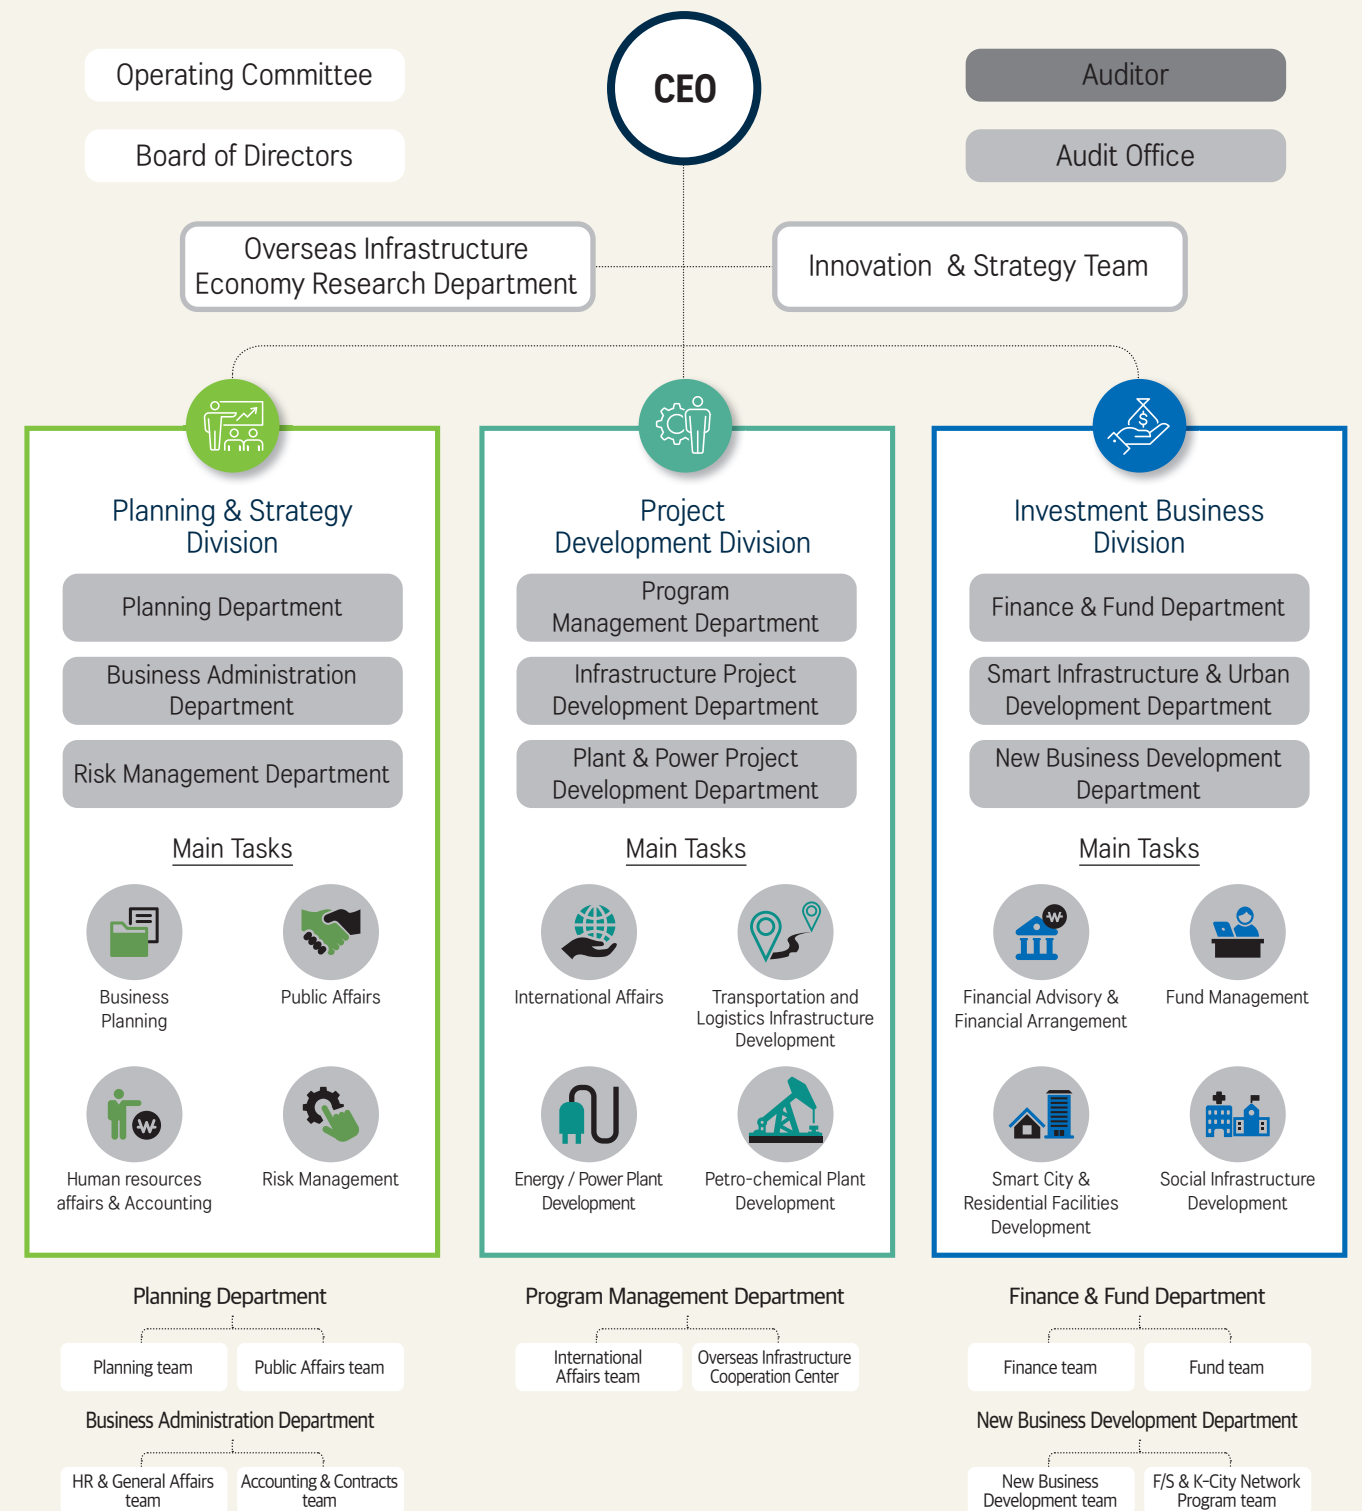 Operating Committee
Board of Directors
CEO
Auditor
Audit Office
Overseas Infrastructure
Economy Research Department
Innovation & Strategy Team
Planning & Strategy
Division
Planning Department
Business Administration
Department
Risk Management Department
Main Tasks
Business
Planning
Public Affairs
Human resources
affairs & Accounting
Risk Management
Project
Development Division
Program
Management Department
Infrastructure Project
Development Department
Plant & Power Project
Development Department
Main Tasks
International Affairs
Transportation and
Logistics Infrastructure
Development
Energy / Power Plant
Development
Petro-chemical Plant
Development
Investment Business
Division
Finance & Fund Department
Smart Infrastructure & Urban
Development Department
New Business Development
Department
Main Tasks
Financial Advisory &
Financial Arrangement
Fund Management
Smart City &
Residential Facilities
Development
Social Infrastructure
Development
Planning Department
Planning team
Public Affairs team
Business Administration Department
HR & General Affairs
team
Accounting & Contracts
team
Program Management Department
International
Affairs team
Overseas Infrastructure
Cooperation Center
Finance & Fund Department
Finance team
Fund team
New Business Development Department
New Business
Development team
F/S & K-City Network
Program team